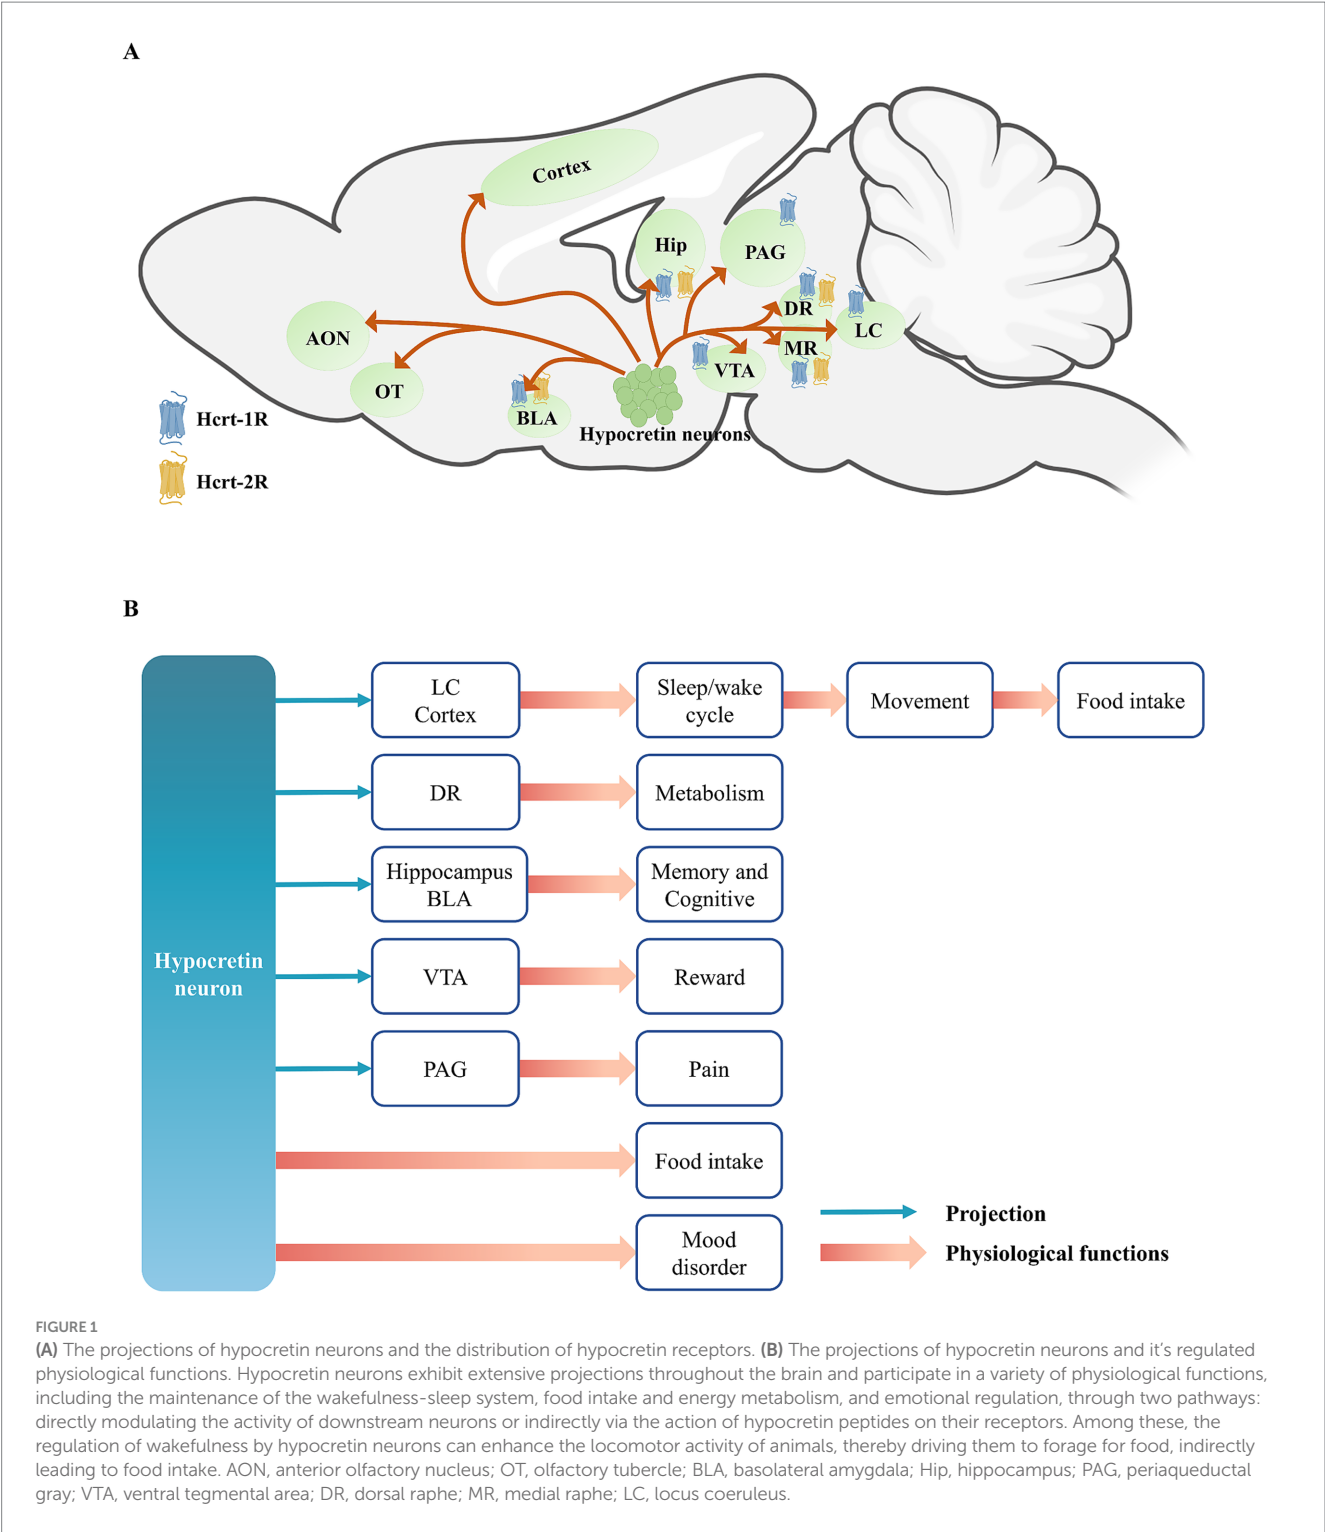 A
Cortex
Hip
PAG
DR
LC
AON
MR
VTA
OT
BLA
Hcrt-1R
Hypocretin neurons
Hcrt-2R
B
LC
Cortex
Sleep/wake
cycle
Movement
Food intake
DR
Metabolism
Hippocampus
BLA
Memory and
Cognitive
Hypocretin
neuron
VTA
Reward
PAG
Pain
Food intake
Mood
disorder
Projection
Physiological functions
FIGURE 1
(A) The projections of hypocretin neurons and the distribution of hypocretin receptors. (B) The projections of hypocretin neurons and it's regulated
physiological functions. Hypocretin neurons exhibit extensive projections throughout the brain and participate in a variety of physiological functions,
including the maintenance of the wakefulness-sleep system, food intake and energy metabolism, and emotional regulation, through two pathways:
directly modulating the activity of downstream neurons or indirectly via the action of hypocretin peptides on their receptors. Among these, the
regulation of wakefulness by hypocretin neurons can enhance the locomotor activity of animals, thereby driving them to forage for food, indirectly
leading to food intake. AON, anterior olfactory nucleus; OT, olfactory tubercle; BLA, basolateral amygdala; Hip, hippocampus; PAG, periaqueductal
gray; VTA, ventral tegmental area; DR, dorsal raphe; MR, medial raphe; LC, locus coeruleus.